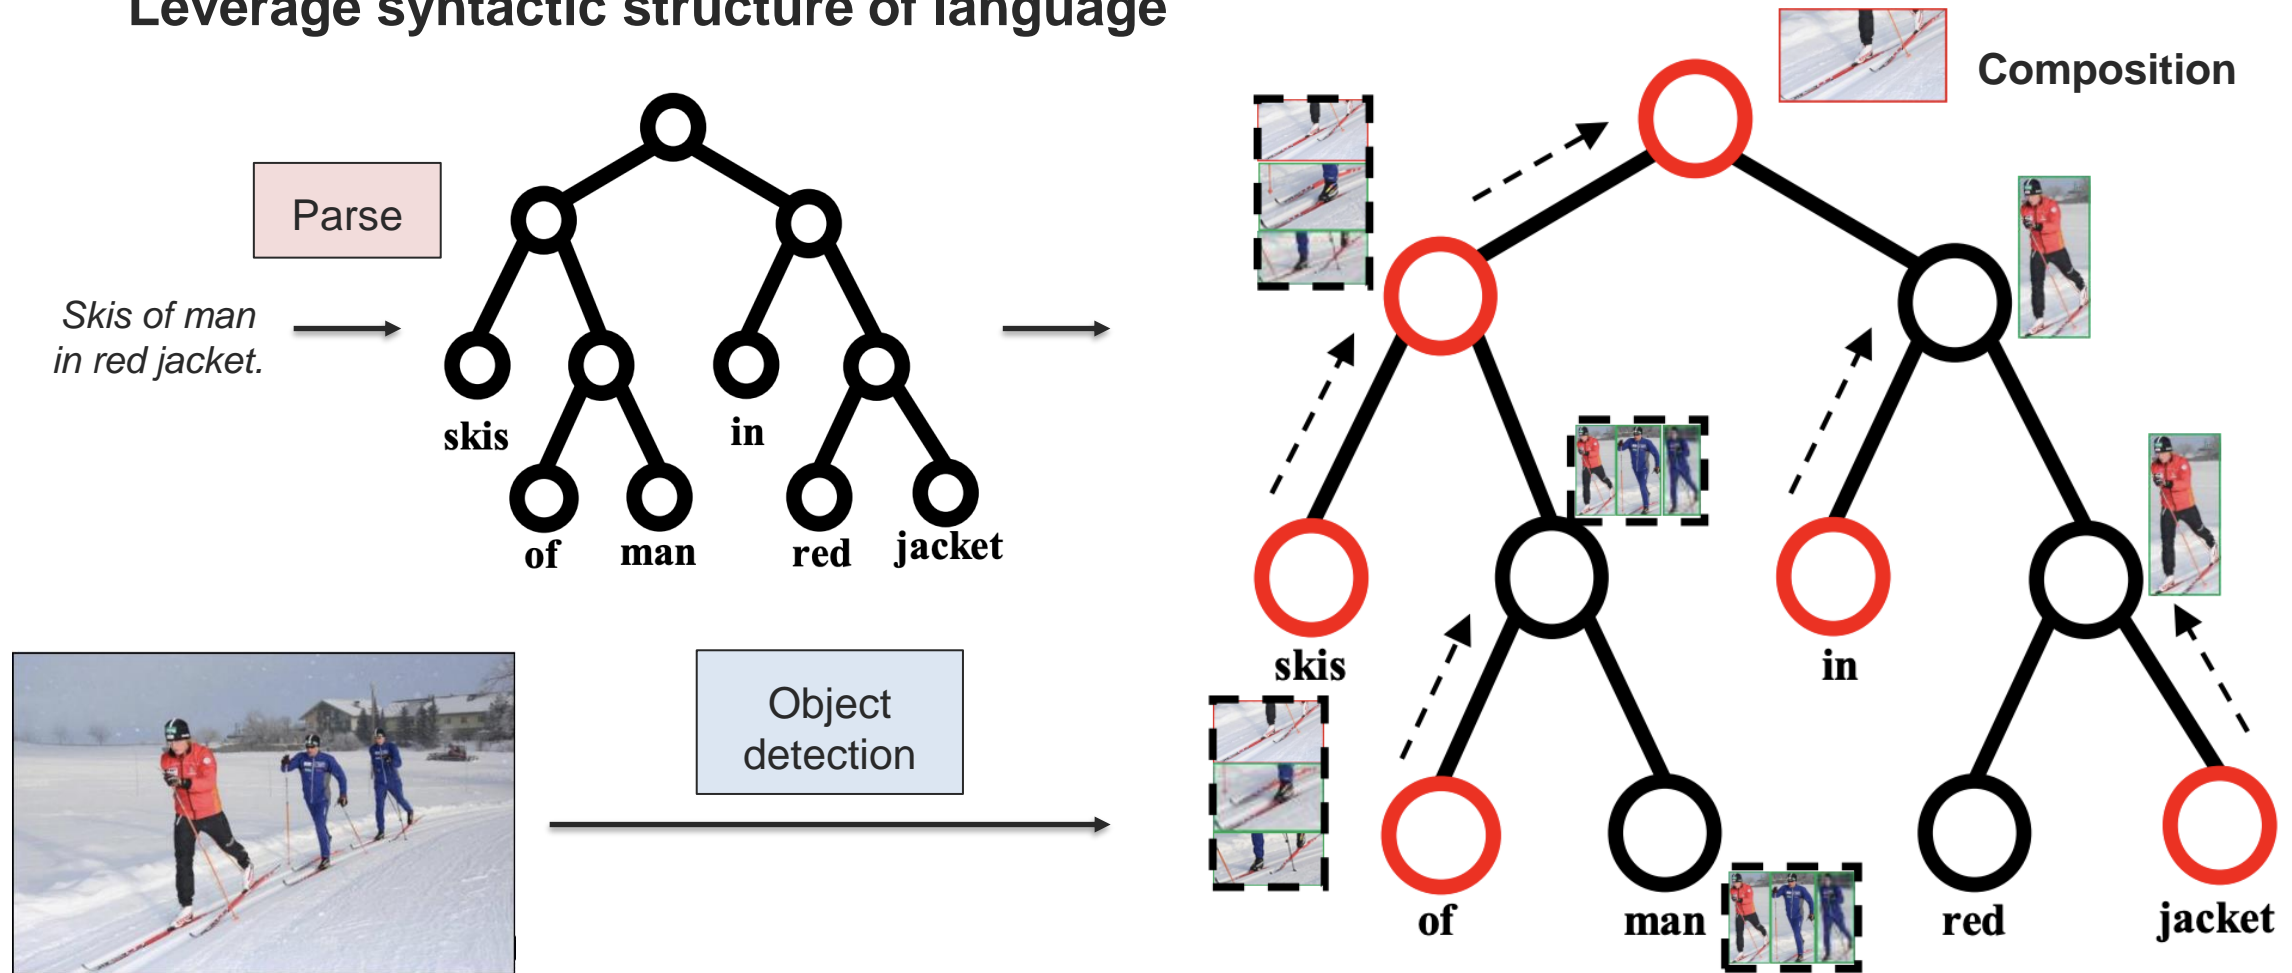 Leverage syntactic structure of language
Composition
Parse
Skis of man
in red jacket.
skis
in
of
man
red
jacket
Object
detection
skis
in
of
man
red
jacket